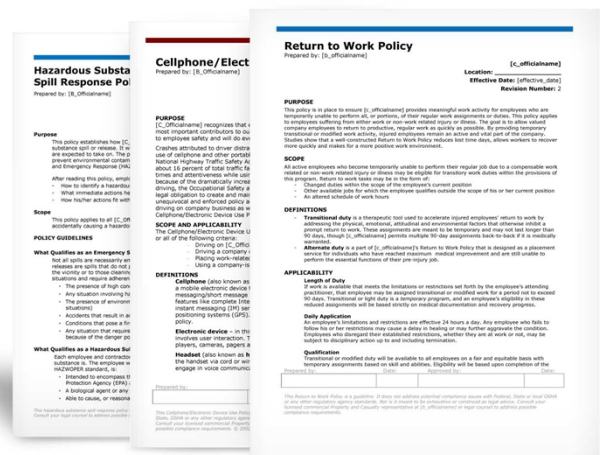 Hazardous Substa
Spill Response Pol
Prepared by: [B_Officialname]
Purpose
This policy establishes how [C_of
substance spill or release. It
are expected to take on. The p
prevent environmental contami
and Emergency Response (HA
After reading this policy, employ
How to identify a hazardous
What immediate actions
How his/her actions fit with
Scope
This policy applies to all [C_Of
accidentally causing a hazardous
POLICY GUIDELINES
What Qualifies as an Emergency S
Not all spills are necessarily em
releases are spills that do not
the vicinity or to those cleaning
situations and require adheren
The presence of high conc
Any situation involving h
The presence of environ
situations)
Accidents that result in
Conditions that pose a fi
Any situation that require
because of the danger po
What Qualifies as a Hazardous Su
Each employee and contractor
substance is. The employee w
HAZWOPER standard, is:
Intended to encompass t
Protection Agency (EPA)
A biological agent or any
Able to cause, or reasona
Cellphone/Elect
Prepared by: [B_Officialname]
PURPOSE
[C_Officialname] recognizes that
most important contributors to ou
to employee safety and will do eve
Crashes attributed to driver distra
use of cellphone and other portab
National Highway Traffic Safety A
about 16 percent of total traffic fa
times and attentiveness while usin
because of the dramatically increas
driving, the Occupational Safety a
legal obligation to create and main
unequivocal and enforced policy a
driving on company business as w
Cellphone/Electronic Device Use P
SCOPE AND APPLICABILITY
The Cellphone/Electronic Device U
or all of the following criteria:
Driving on [C_Offici
Driving a company
Placing work-related
Using a company-is
DEFINITIONS
Cellphone (also known as
a mobile electronic device
messaging/short message
features like complete Inte
instant messaging (IM) ser
positioning systems (GPS).
phone.
Electronic device – in this
involves user interaction. T
players, cameras, pagers a
Headset (also known as h
the handset via cord or wir
engage in voice communica
Prepared by:
Return to Work Policy
Prepared by: [b_officialname]
[c_officialname]
Location:
Effective Date: [effective_date]
Revision Number: 2
PURPOSE
This policy is in place to ensure [c_officialname] provides meaningful work activity for employees who are
temporarily unable to perform all, or portions, of their regular work assignments or duties. This policy applies
to employees suffering from either work or non-work related injury or illness. The goal is to allow valued
company employees to return to productive, regular work as quickly as possible. By providing temporary
transitional or modified work activity, injured employees remain an active and vital part of the company.
Studies show that a well-constructed Return to Work Policy reduces lost time days, allows workers to recover
more quickly and makes for a more positive work environment.
SCOPE
All active employees who become temporarily unable to perform their regular job due to a compensable work
related or non-work related injury or illness may be eligible for transitory work duties within the provisions of
this program. Return to work tasks may be in the form of:
Changed duties within the scope of the employee's current position
Other available jobs for which the employee qualifies outside the scope of his or her current position
An altered schedule of work hours
DEFINITIONS
Transitional duty is a therapeutic tool used to accelerate injured employees' return to work by
addressing the physical, emotional, attitudinal and environmental factors that otherwise inhibit a
prompt return to work. These assignments are meant to be temporary and may not last longer than
90 days, though [c_officialname] permits multiple 90-day assignments back-to-back if it is medically
warranted.
Alternate duty is a part of [c_officialname]'s Return to Work Policy that is designed as a placement
service for individuals who have reached maximum medical improvement and are still unable to
perform the essential functions of their pre-injury job.
APPLICABILITY
Length of Duty
If work is available that meets the limitations or restrictions set forth by the employee's attending
practitioner, that employee may be assigned transitional or modified work for a period not to exceed
90 days. Transitional or light duty is a temporary program, and an employee's eligibility in these
reduced assignments will be based strictly on medical documentation and recovery progress.
Daily Application
An employee's limitations and restrictions are effective 24 hours a day. Any employee who fails to
follow his or her restrictions may cause a delay in healing or may further aggravate the condition.
Employees who disregard their established restrictions, whether they are at work or not, may be
subject to disciplinary action up to and including termination.
Qualification
Transitional or modified duty will be available to all employees on a fair and equitable basis with
temporary assignments based on skill and abilities. Eligibility will be based upon completion of the
Prepared by: Date: Approved by: Date: